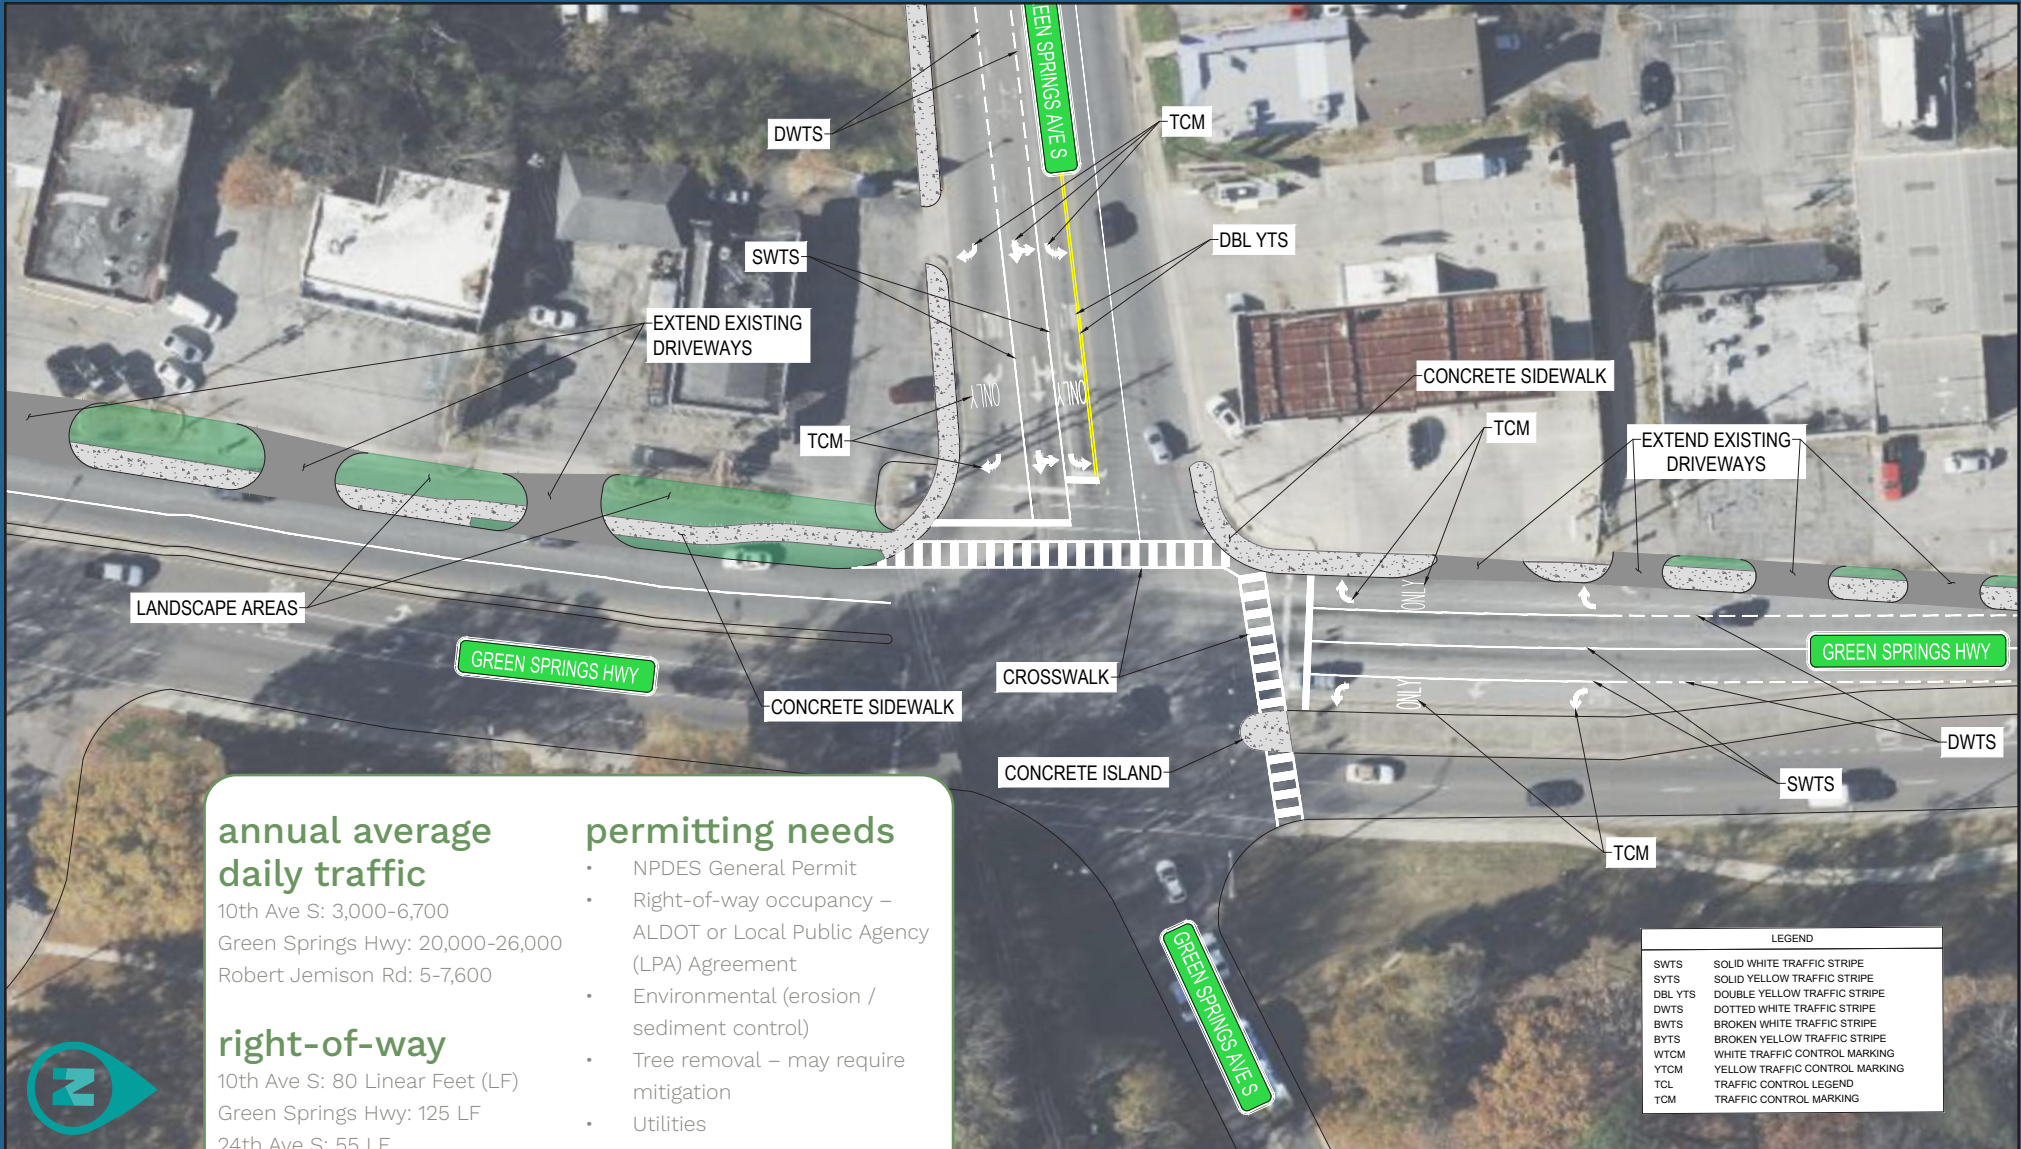 EEN SPRINGS AVE S
DWTS
TCM
SWTS
DBL YTS
EXTEND EXISTING
DRIVEWAYS
CONCRETE SIDEWALK
ONLY
ONLY
TCM
TCM
EXTEND EXISTING
DRIVEWAYS
ONLY
LANDSCAPE AREAS
GREEN SPRINGS HWY
GREEN SPRINGS HWY
CROSSWALK
ONLY
CONCRETE SIDEWALK
DWTS
CONCRETE ISLAND
SWTS
TCM
GREEN SPRINGS AVE S
annual average
daily traffic
10th Ave S: 3,000-6,700
Green Springs Hwy: 20,000-26,000
Robert Jemison Rd: 5-7,600
right-of-way
10th Ave S: 80 Linear Feet (LF)
Green Springs Hwy: 125 LF
24th Ave S: 55 LF
permitting needs
• NPDES General Permit
• Right-of-way occupancy –
ALDOT or Local Public Agency
(LPA) Agreement
• Environmental (erosion /
sediment control)
• Tree removal – may require
mitigation
• Utilities
LEGEND
SWTS SOLID WHITE TRAFFIC STRIPE
SYTS SOLID YELLOW TRAFFIC STRIPE
DBL YTS DOUBLE YELLOW TRAFFIC STRIPE
DWTS DOTTED WHITE TRAFFIC STRIPE
BWTS BROKEN WHITE TRAFFIC STRIPE
BYTS BROKEN YELLOW TRAFFIC STRIPE
WTCM WHITE TRAFFIC CONTROL MARKING
YTCM YELLOW TRAFFIC CONTROL MARKING
TCL TRAFFIC CONTROL LEGEND
TCM TRAFFIC CONTROL MARKING